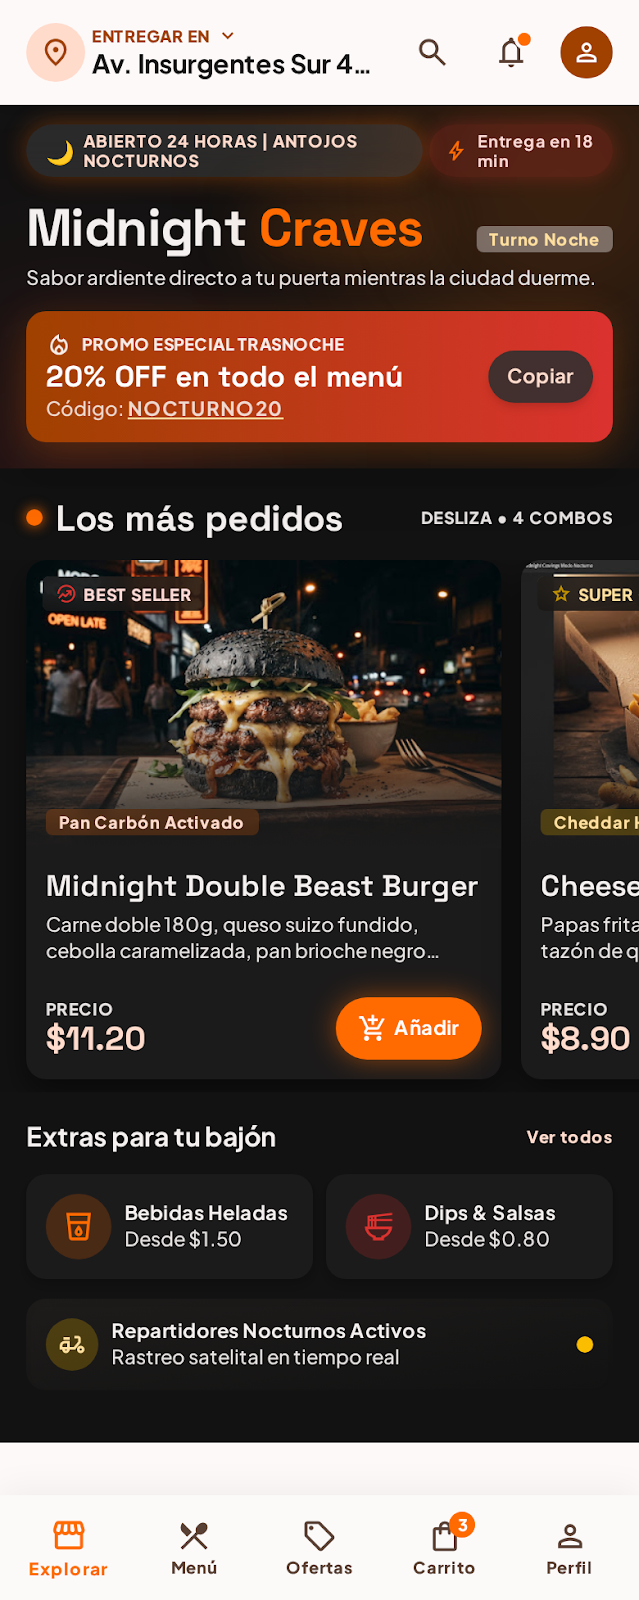 ENTREGAR EN
Av. Insurgentes Sur 4...
ABIERTO 24 HORAS | ANTOJOS
NOCTURNOS
Entrega en 18
min
Midnight Craves
Turno Noche
Sabor ardiente directo a tu puerta mientras la ciudad duerme.
PROMO ESPECIAL TRASNOCHE
20% OFF en todo el menú
Código: NOCTURNO20
Copiar
Los más pedidos
DESLIZA • 4 COMBOS
BEST SELLER
OPEN LATE
Pan Carbón Activado
Midnight Double Beast Burger
Carne doble 180g, queso suizo fundido,
cebolla caramelizada, pan brioche negro...
PRECIO
$11.20
Añadir
SUPER
Cheddar
Cheese
Papas frita
tazón de q
PRECIO
$8.90
Extras para tu bajón
Ver todos
Bebidas Heladas
Desde $1.50
Dips & Salsas
Desde $0.80
Repartidores Nocturnos Activos
Rastreo satelital en tiempo real
Explorar
Menú
Ofertas
3
Carrito
Perfil